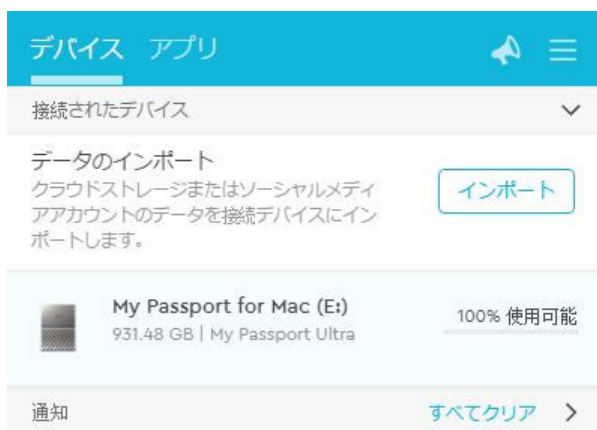 デバイス アプリ
接続されたデバイス
データのインポート
クラウドストレージまたはソーシャルメディ
アアカウントのデータを接続デバイスにイン
ポートします。
インポート
My Passport for Mac (E:)
931.48 GB | My Passport Ultra
100% 使用可能
通知 すべてクリア